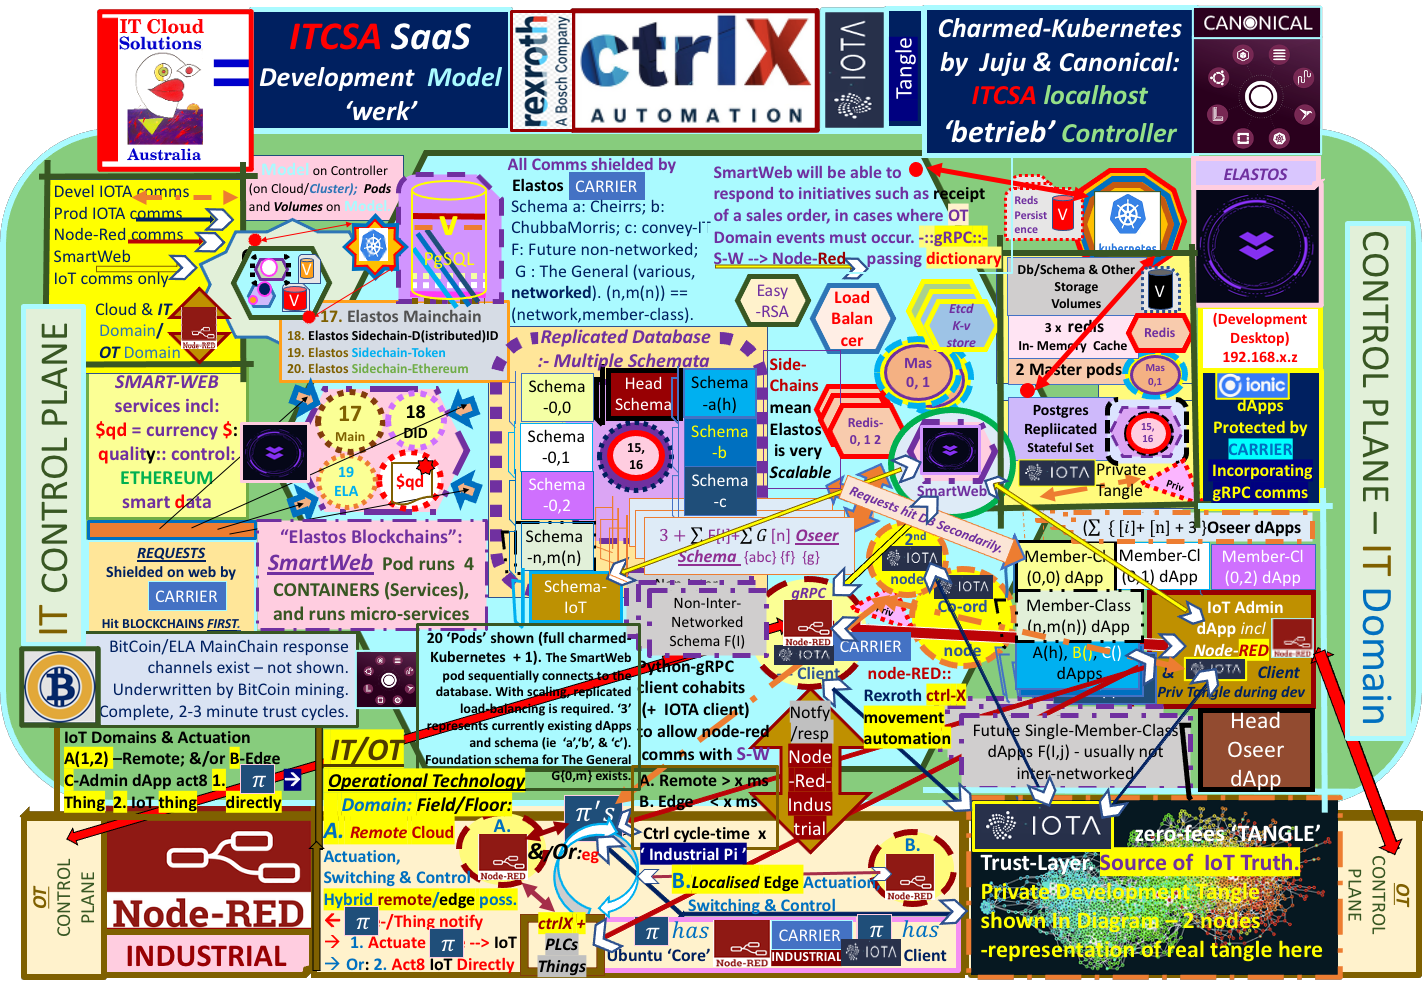 IT Cloud
Solutions
Australia
ITCSA SaaS
Development Model
‘werk’
rexroth
A Bosch Company
ctrlX
AUTOMATION
IOTA
Tangle
Charmed-Kubernetes
by Juju & Canonical:
ITCSA localhost
‘betrieb’ Controller
CANONICAL
IT CONTROL PLANE
CONTROL PLANE – IT Domain
Devel IOTA comms
Prod IOTA comms
Node-Red comms
SmartWeb
IoT comms only
Cloud & IT
Domain/
OT Domain
Node-RED
Model on Controller
(on Cloud/Cluster); Pods
and Volumes on Model.
V
V
V
PgSQL
All Comms shielded by
Elastos CARRIER
Schema a: Cheirrs; b:
ChubbaMorris; c: convey-IT
F: Future non-networked;
G : The General (various,
networked). (n,m(n)) ==
(network,member-class).
SmartWeb will be able to
respond to initiatives such as receipt
of a sales order, in cases where OT
Domain events must occur. -::gRPC::-
S-W --> Node-Red passing dictionary
Reds
Persist
ence
V
kubernetes
ELASTOS
17. Elastos Mainchain
18. Elastos Sidechain-D(istributed)ID
19. Elastos Sidechain-Token
20. Elastos Sidechain-Ethereum
Easy
-RSA
Load
Balan
cer
Etcd
K-v
store
Mas
0, 1
Redis-
0, 1 2
Db/Schema & Other
Storage
Volumes
V
3 x redis
In- Memory Cache
Redis
2 Master pods
Mas
0,1
Postgres
Repliicated
Stateful Set
15,
16
IOTA Private
Tangle
Priv
(Development
Desktop)
192.168.x.z
ionic
dApps
Protected by
CARRIER
Incorporating
gRPC comms
SMART-WEB
services incl:
$qd = currency $:
quality:: control:
ETHEREUM
smart data
17
Main
18
DID
19
ELA
$qd
Replicated Database
:- Multiple Schemata
Schema
-0,0
Head
Schema
Schema
-a(h)
Schema
-0,1
15,
16
Schema
-b
Schema
-0,2
Schema
-c
Schema
-n,m(n)
Schema-
IoT
Side-
Chains
mean
Elastos
is very
Scalable
SmartWeb
Requests hit DB Secondarily.
3 + ∑ F[i]+∑ G [n] Oseer
Schema {abc} {f} {g}
REQUESTS
Shielded on web by
CARRIER
Hit BLOCKCHAINS FIRST.
“Elastos Blockchains”:
SmartWeb Pod runs 4
CONTAINERS (Services),
and runs micro-services
Non-Inter-
Networked
Schema F(I)
gRPC
Node-RED
IOTA
Client
Priv
2nd
IOTA
node
IOTA
Co-ord
node
(∑ { [i]+ [n] + 3 }Oseer dApps
Member-Cl
(0,0) dApp
Member-Cl
(0,1) dApp
Member-Cl
(0,2) dApp
Member-Class
(n,m(n)) dApp
A(h), B(), C()
dApps
IoT Admin
dApp incl
Node-RED
Node-RED
& IOTA Client
Priv Tangle during dev
BitCoin/ELA MainChain response
channels exist – not shown.
Underwritten by BitCoin mining.
Complete, 2-3 minute trust cycles.
20 ‘Pods’ shown (full charmed-
Kubernetes + 1). The SmartWeb
pod sequentially connects to the
database. With scaling, replicated
load-balancing is required. ‘3’
represents currently existing dApps
and schema (ie ‘a’,’b’, & ‘c’).
Foundation schema for The General
G{0,m} exists.
Python-gRPC
client cohabits
(+ IOTA client)
to allow node-red
comms with S-W
CARRIER
node-RED::
Rexroth ctrl-X
movement
automation
Notfy
/resp
Node
-Red-
Indus
trial
Future Single-Member-Class
dApps F(I,j) - usually not
inter-networked
Head
Oseer
dApp
IoT Domains & Actuation
A(1,2) –Remote; &/or B-Edge
C-Admin dApp act8 1. π →
Thing 2. IoT thing directly
IT/OT
Operational Technology
Domain: Field/Floor:
A. Remote Cloud
Actuation,
Switching & Control
Hybrid remote/edge poss.
← π -/Thing notify
→ 1. Actuate π --> IoT
→ Or: 2. Act8 IoT Directly
A.
Node-RED
π's
&/Or:eg
A. Remote > x ms
B. Edge < x ms
Ctrl cycle-time x
‘ Industrial Pi ’
B.Localised Edge Actuation,
Switching & Control
B.
Node-RED
ctrlX +
PLCs
Things
π has
Ubuntu ‘Core’
Node-RED
CARRIER
INDUSTRIAL
π has
IOTA Client
OT
CONTROL
PLANE
Node-RED
INDUSTRIAL
IOTA zero-fees ‘TANGLE’
Trust-Layer. Source of IoT Truth.
Private Development Tangle
shown in Diagram – 2 nodes
-representation of real tangle here
OT
CONTROL
PLANE